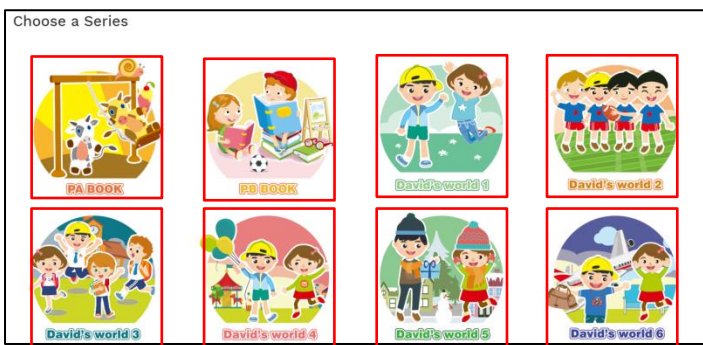 Choose a Series
PA BOOK
PB BOOK
David's world 1
David's world 2
David's world 3
David's world 4
David's world 5
David's world 6